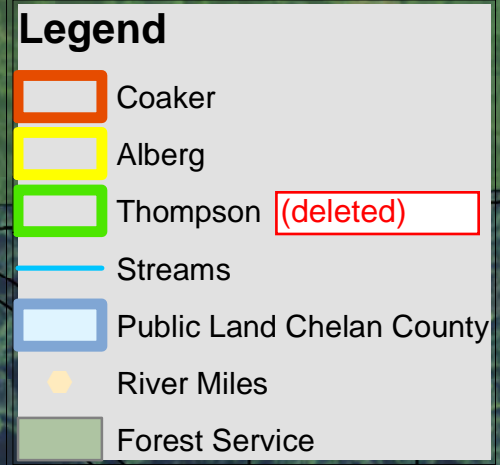 Legend
Coaker
Alberg
Thompson (deleted)
Streams
Public Land Chelan County
River Miles
Forest Service